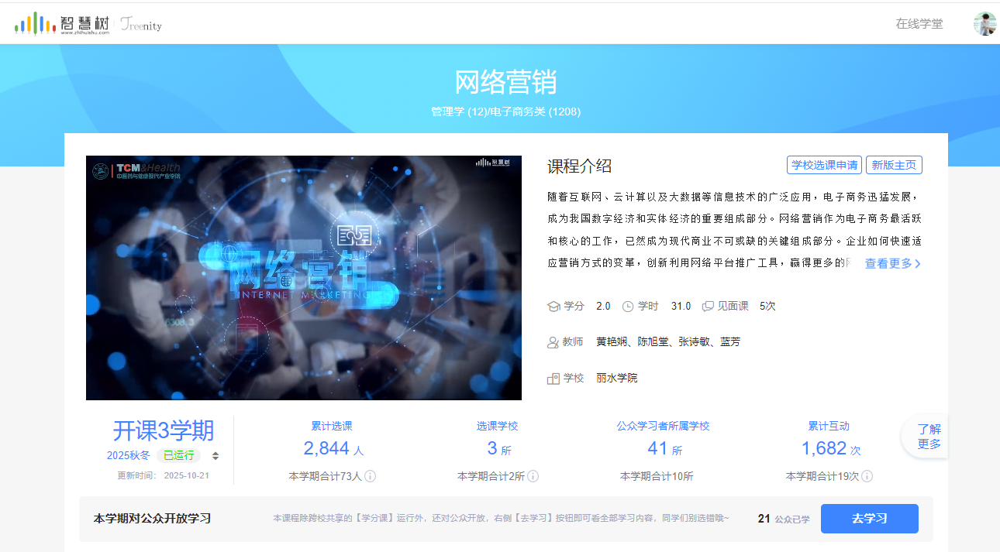 智慧树
www.zhihuishu.com
Treenity
在线学堂
网络营销
管理学 (12)/电子商务类 (1208)
TCM&Health
中医药与健康现代产业学院
智慧树
网络营销
INTERNET MARKETING
课程介绍
学校选课申请
新版主页
随着互联网、云计算以及大数据等信息技术的广泛应用，电子商务迅猛发展，
成为我国数字经济和实体经济的重要组成部分。网络营销作为电子商务最活跃
和核心的工作，已然成为现代商业不可或缺的关键组成部分。企业如何快速适
应营销方式的变革，创新利用网络平台推广工具，赢得更多的 查看更多
学分 2.0 学时 31.0 见面课 5次
教师 黄艳娴、陈旭堂、张诗敏、蓝芳
学校 丽水学院
开课3学期
2025秋冬 已运行
更新时间： 2025-10-21
累计选课
2,844 人
本学期合计73人
选课学校
3 所
本学期合计2所
公众学习者所属学校
41 所
本学期合计10所
累计互动
1,682 次
本学期合计19次
了解
更多
本学期对公众开放学习
本课程除跨校共享的【学分课】运行外，还对公众开放，右侧【去学习】按钮即可看全部学习内容，同学们别选错哦~
21 公众已学
去学习